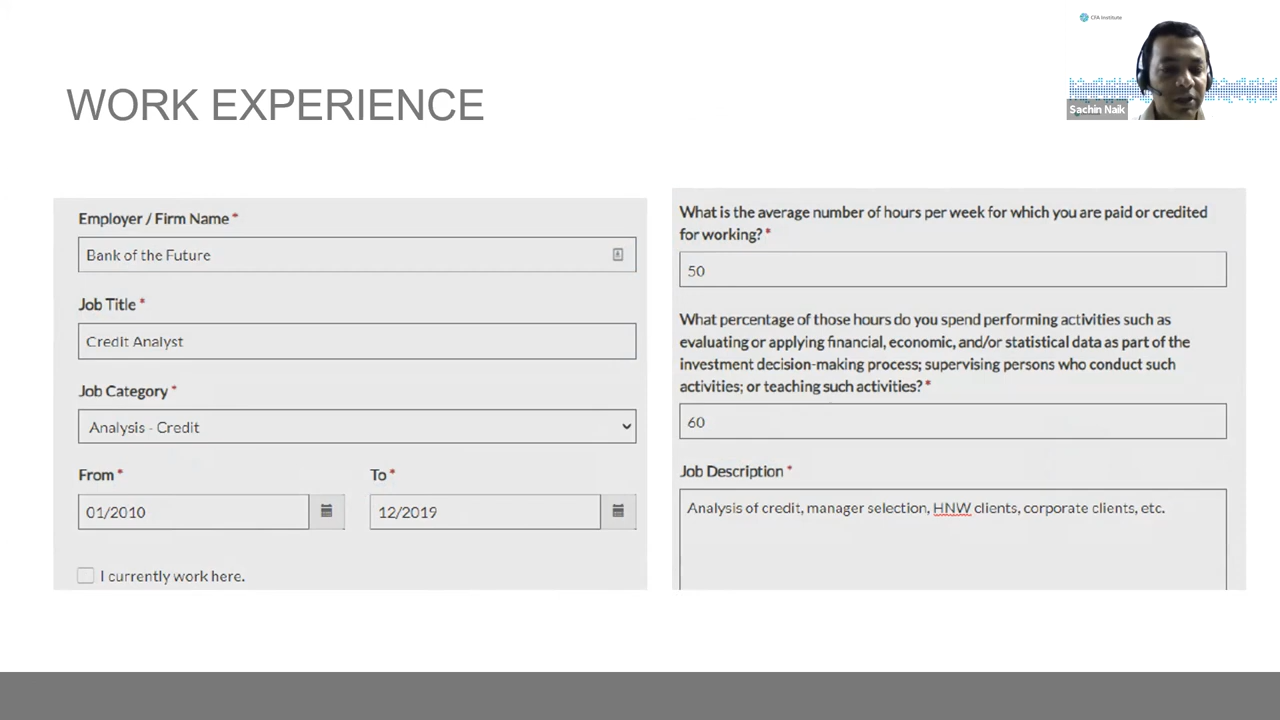 CFA Institute
Sachin Naik
WORK EXPERIENCE
Employer / Firm Name *
Bank of the Future
Job Title *
Credit Analyst
Job Category *
Analysis - Credit
From *
To *
01/2010
12/2019
I currently work here.
What is the average number of hours per week for which you are paid or credited
for working? *
50
What percentage of those hours do you spend performing activities such as
evaluating or applying financial, economic, and/or statistical data as part of the
investment decision-making process; supervising persons who conduct such
activities; or teaching such activities? *
60
Job Description *
Analysis of credit, manager selection, HNW clients, corporate clients, etc.